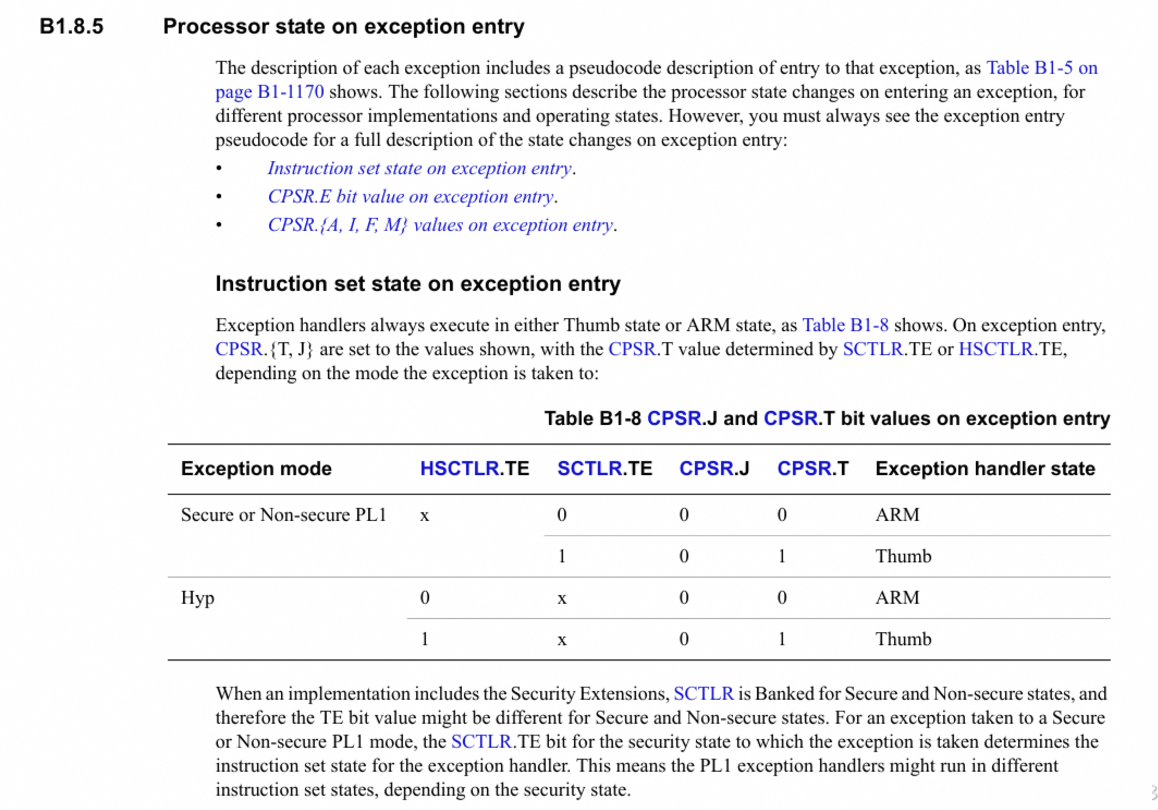 B1.8.5 Processor state on exception entry
The description of each exception includes a pseudocode description of entry to that exception, as Table B1-5 on
page B1-1170 shows. The following sections describe the processor state changes on entering an exception, for
different processor implementations and operating states. However, you must always see the exception entry
pseudocode for a full description of the state changes on exception entry:
• Instruction set state on exception entry.
• CPSR.E bit value on exception entry.
• CPSR.{A, I, F, M} values on exception entry.
Instruction set state on exception entry
Exception handlers always execute in either Thumb state or ARM state, as Table B1-8 shows. On exception entry,
CPSR.{T, J} are set to the values shown, with the CPSR.T value determined by SCTLR.TE or HSCTLR.TE,
depending on the mode the exception is taken to:
Table B1-8 CPSR.J and CPSR.T bit values on exception entry
Exception mode HSCTLR.TE SCTLR.TE CPSR.J CPSR.T Exception handler state
Secure or Non-secure PL1 x 0 0 0 ARM
1 0 1 Thumb
Hyp 0 x 0 0 ARM
1 x 0 1 Thumb
When an implementation includes the Security Extensions, SCTLR is Banked for Secure and Non-secure states, and
therefore the TE bit value might be different for Secure and Non-secure states. For an exception taken to a Secure
or Non-secure PL1 mode, the SCTLR.TE bit for the security state to which the exception is taken determines the
instruction set state for the exception handler. This means the PL1 exception handlers might run in different
instruction set states, depending on the security state.